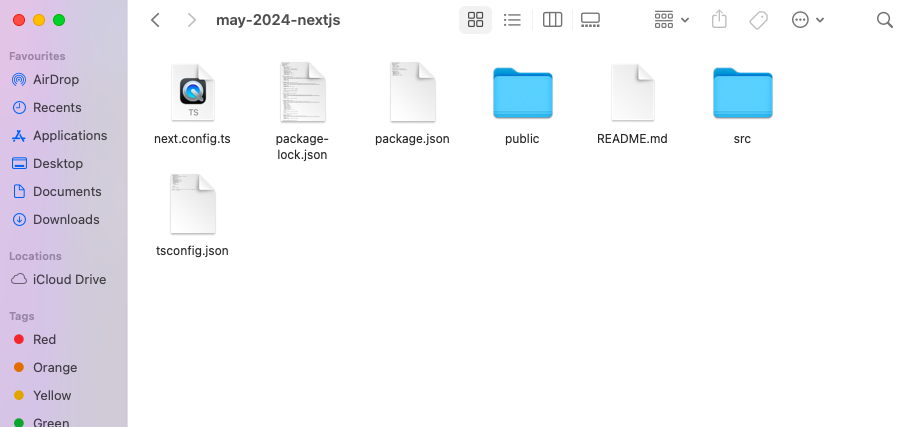 may-2024-nextjs
Favourites
AirDrop
Recents
Applications
Desktop
Documents
Downloads
Locations
iCloud Drive
Tags
Red
Orange
Yellow
Green
TS
next.config.ts
package-
lock.json
package.json
public
README.md
src
tsconfig.json